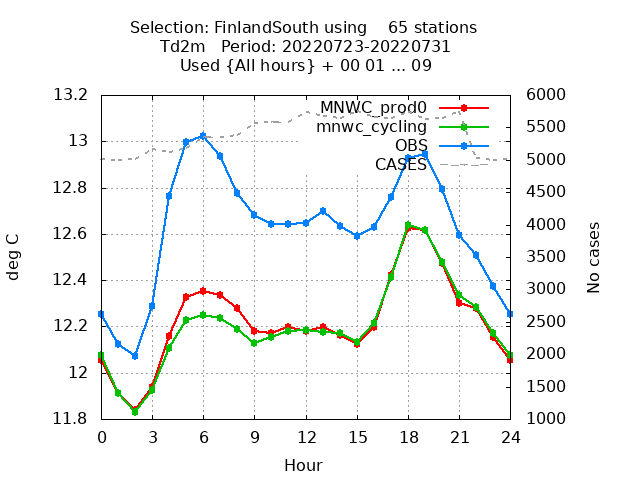 Selection: FinlandSouth using    65 stations
Td2m   Period: 20220723-20220731
Used {All hours} + 00 01 ... 09
13.2
13
12.8
12.6
12.4
12.2
12
11.8
deg C
6000
5500
5000
4500
4000
3500
3000
2500
2000
1500
1000
No cases
MNWC_prod0
mnwc_cycling
OBS
CASES
0 3 6 9 12 15 18 21 24
Hour